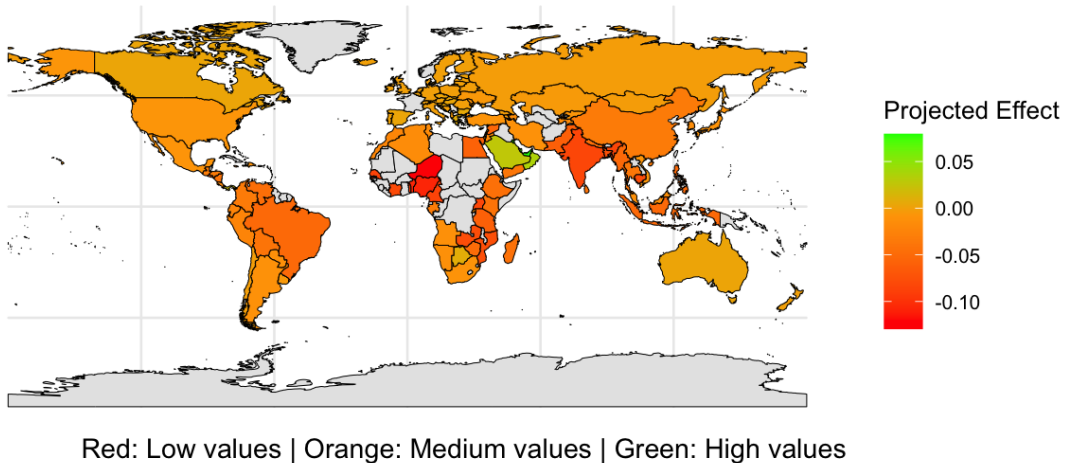 Projected Effect
0.05
0.00
-0.05
-0.10
Red: Low values | Orange: Medium values | Green: High values